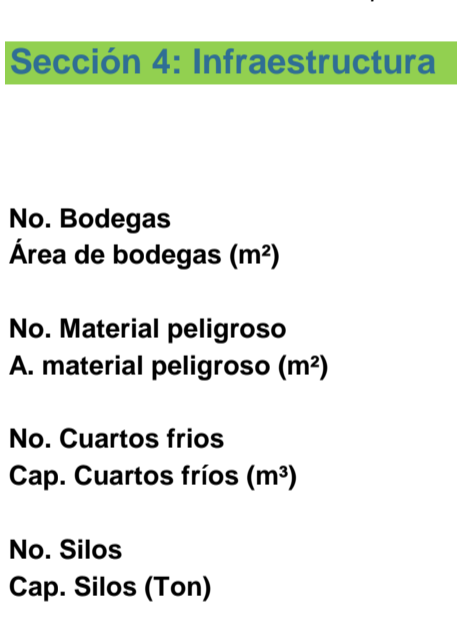 Sección 4: Infraestructura
No. Bodegas
Área de bodegas (m²)
No. Material peligroso
A. material peligroso (m²)
No. Cuartos frios
Cap. Cuartos fríos (m³)
No. Silos
Cap. Silos (Ton)